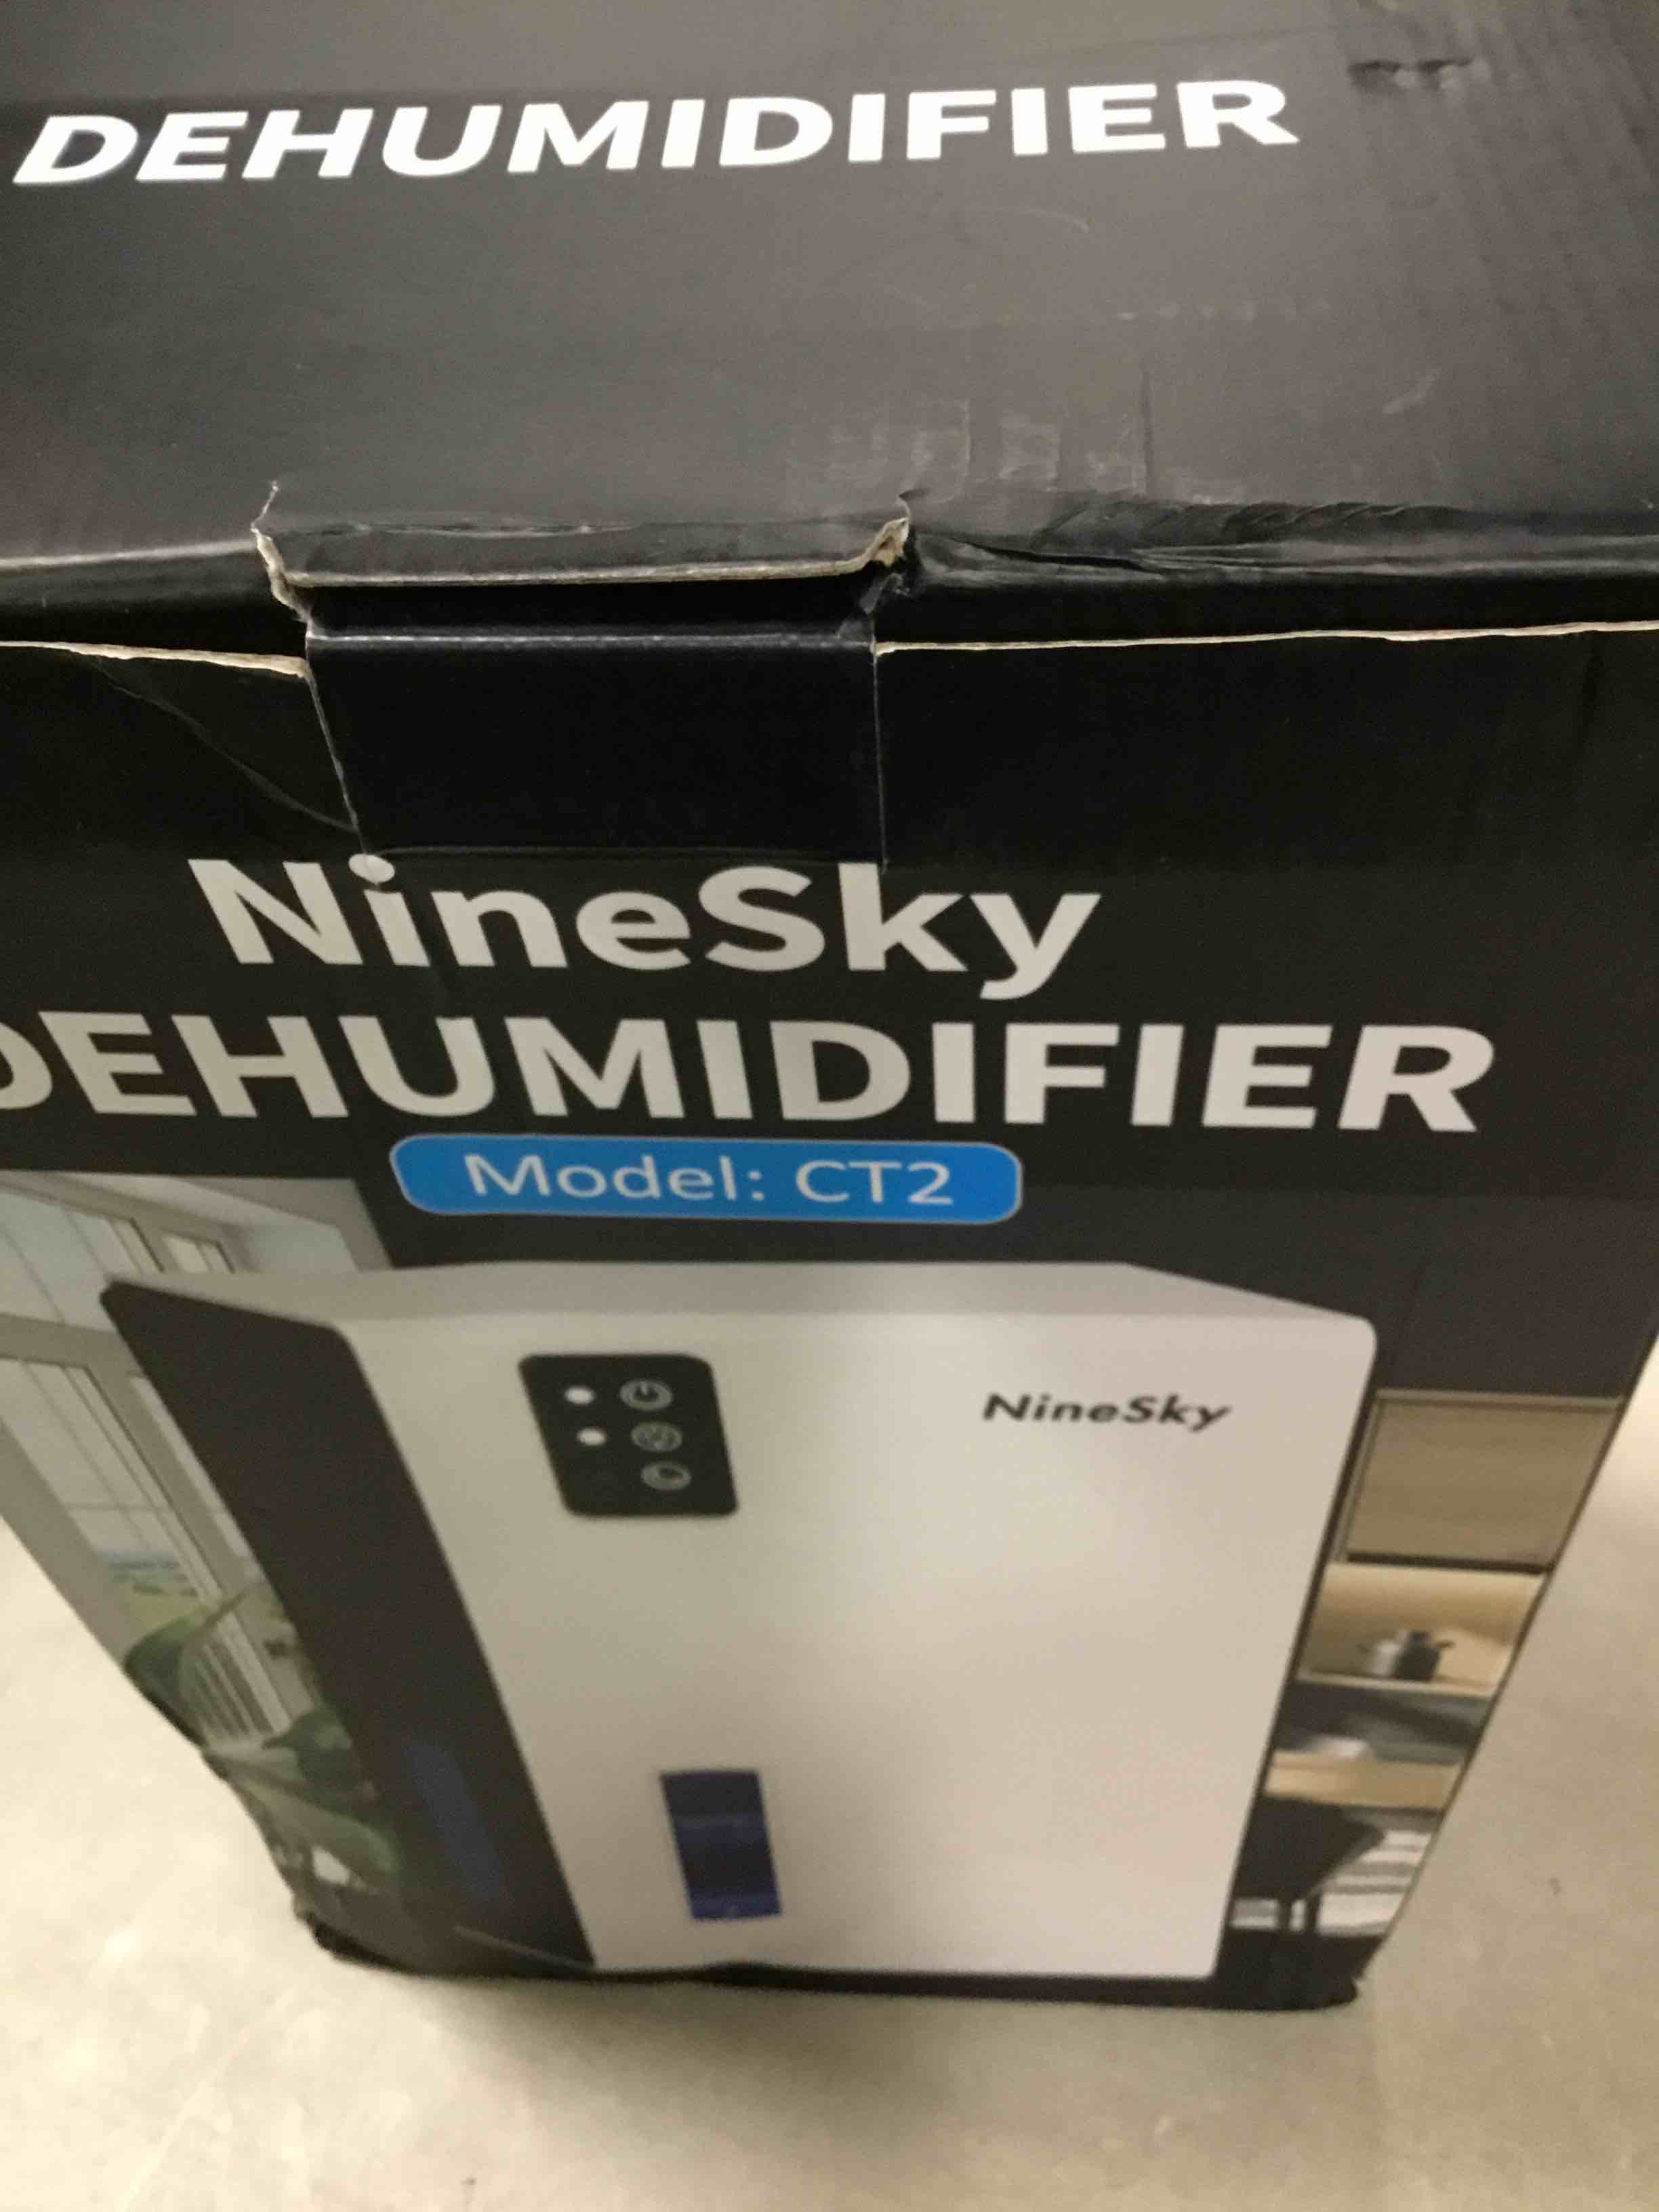 DEHUMIDIFIER
NineSky
DEHUMIDIFIER
Model: CT2
NineSky